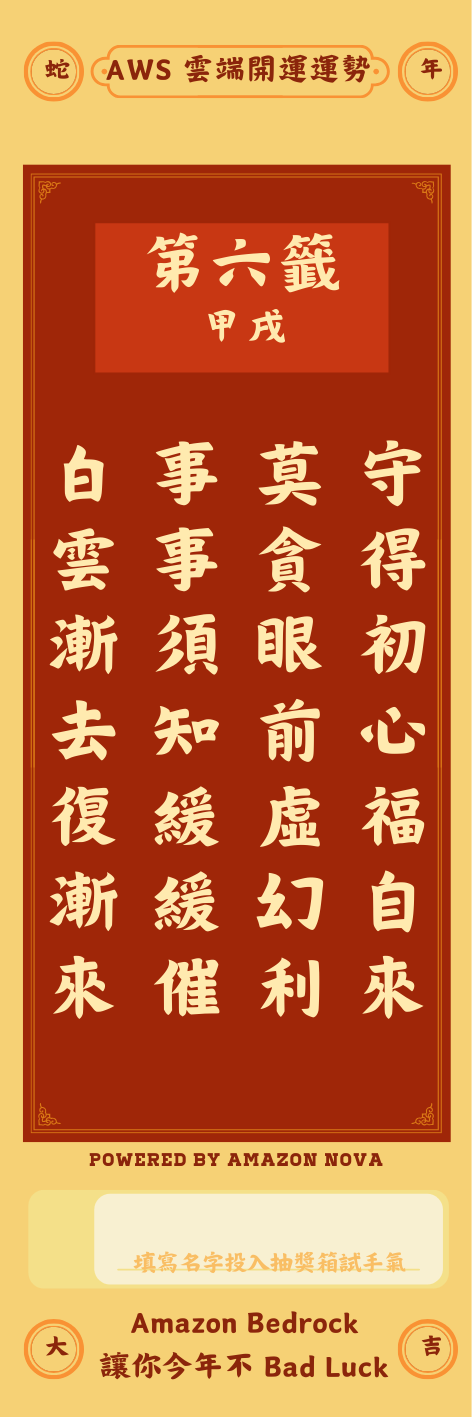 蛇
AWS 雲端開運運勢
年
第六籤
甲戌
守得初心福自來
莫貪眼前虛幻利
事事須知緩緩催
白雲漸去復漸來
POWERED BY AMAZON NOVA
填寫名字投入抽獎箱試手氣
大
Amazon Bedrock
讓你今年不 Bad Luck
吉